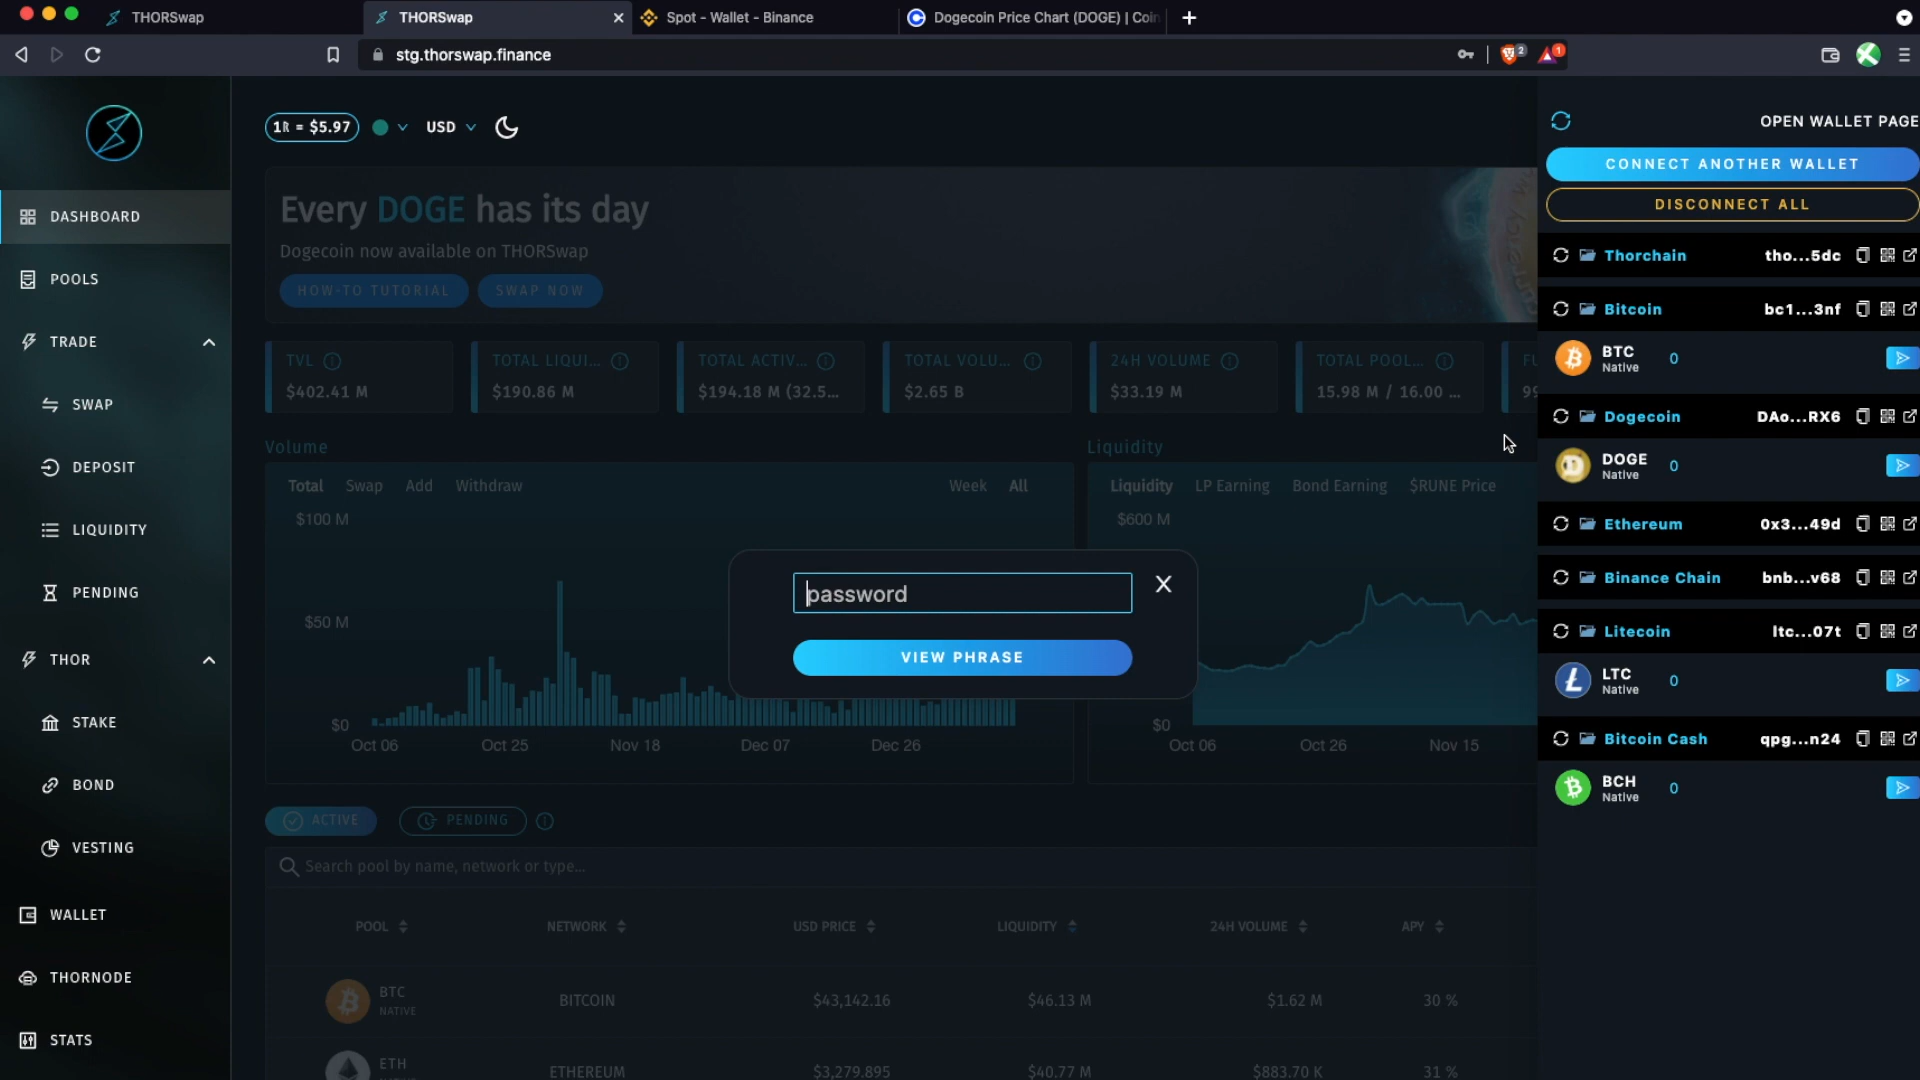 THORSwap
THORSwap
Spot - Wallet - Binance
Dogecoin Price Chart (DOGE) | Coin
stg.thorswap.finance
2
1
1R = $5.97
USD
OPEN WALLET PAGE
CONNECT ANOTHER WALLET
DISCONNECT ALL
DASHBOARD
POOLS
TRADE
SWAP
DEPOSIT
LIQUIDITY
PENDING
THOR
STAKE
BOND
VESTING
WALLET
THORNODE
STATS
Every DOGE has its day
Dogecoin now available on THORSwap
HOW-TO TUTORIAL
SWAP NOW
TVL
$402.41 M
TOTAL LIQUI...
$190.86 M
TOTAL ACTIV...
$194.18 M (32.5...
TOTAL VOLU...
$2.65 B
24H VOLUME
$33.19 M
TOTAL POOL...
15.98 M / 16.00 ...
FU
99
Volume
Total Swap Add Withdraw
Week All
$100 M
$50 M
$0
Oct 06 Oct 25 Nov 18 Dec 07 Dec 26
Liquidity
Liquidity LP Earning Bond Earning $RUNE Price
$600 M
$0
Oct 06 Oct 26 Nov 15
password
X
VIEW PHRASE
ACTIVE
PENDING
Search pool by name, network or type...
POOL NETWORK USD PRICE LIQUIDITY 24H VOLUME APY
BTC
NATIVE
BITCOIN $43,142.16 $46.13 M $1.62 M 30 %
ETH
ETHEREUM $3,279.895 $40.77 M $883.70 K 31 %
Thorchain tho...5dc
Bitcoin bc1...3nf
BTC
Native
0
Dogecoin DAo...RX6
DOGE
Native
0
Ethereum 0x3...49d
Binance Chain bnb...v68
Litecoin ltc...07t
LTC
Native
0
Bitcoin Cash qpg...n24
BCH
Native
0